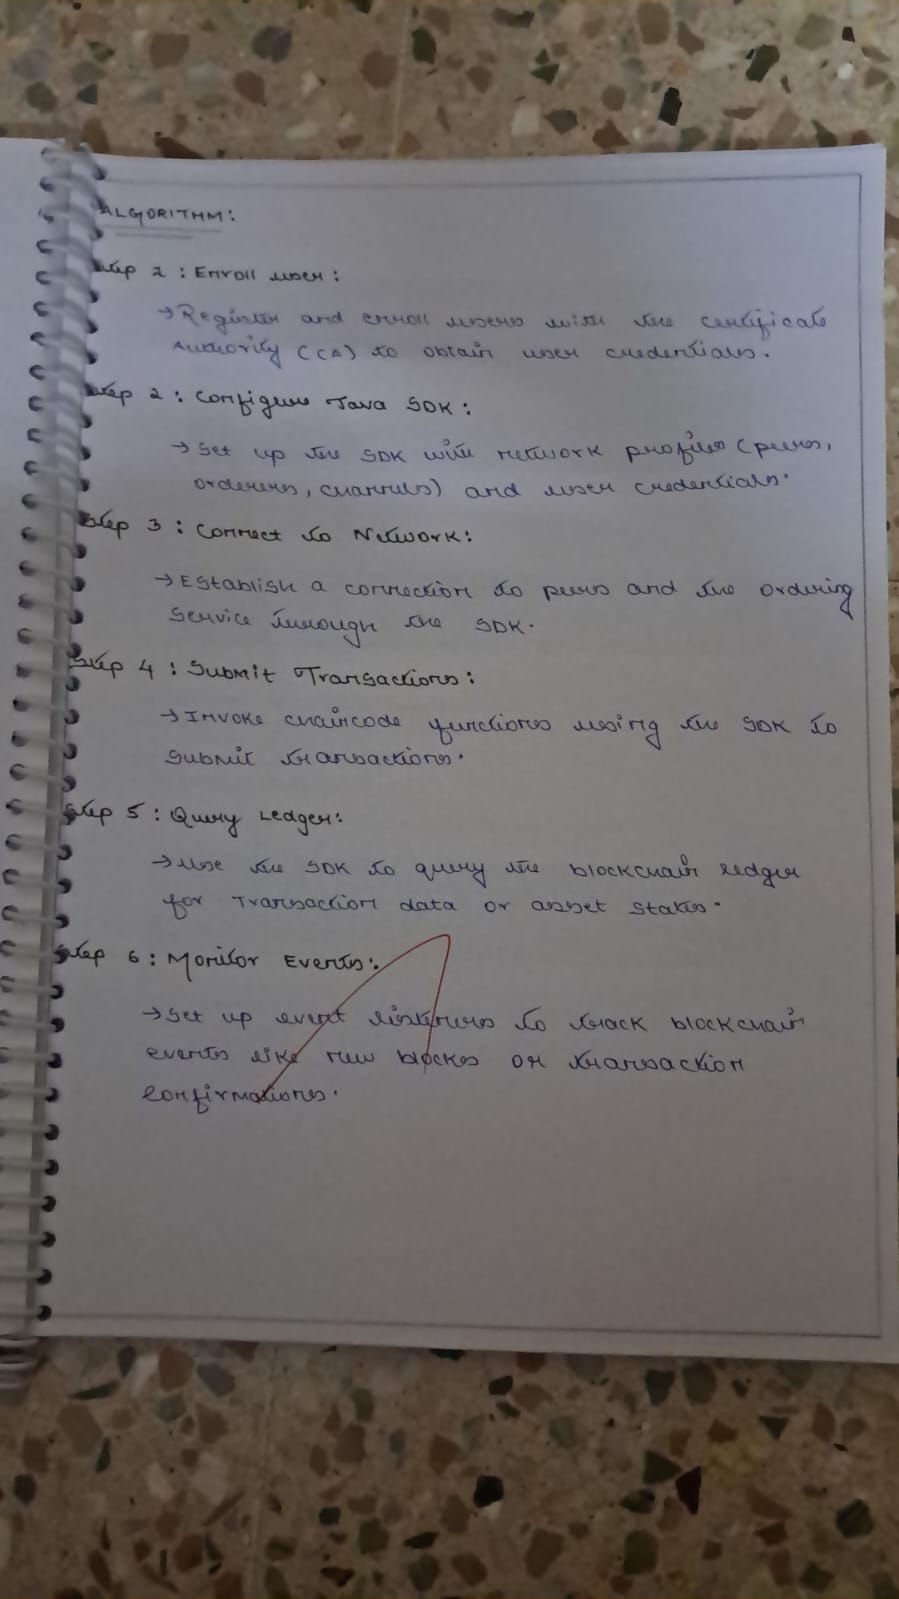 ALGORITHM:
Step 1 : Enroll user :
→ Register and enroll users with the certificate
Authority (CA) to obtain user credentials.
Step 2 : Configure Java SDK :
→ Set up the SDK with network profiles (peers,
orderers, channels) and user credentials.
Step 3 : Connect to Network :
→ Establish a connection to peers and the ordering
service through the SDK.
Step 4 : Submit Transactions :
→ Invoke chaincode functions using the SDK to
submit transactions.
Step 5 : Query Ledger :
→ Use the SDK to query the blockchain ledger
for transaction data or asset states.
Step 6 : Monitor Events :
→ Set up event listeners to track blockchain
events like new blocks or transaction
confirmations.